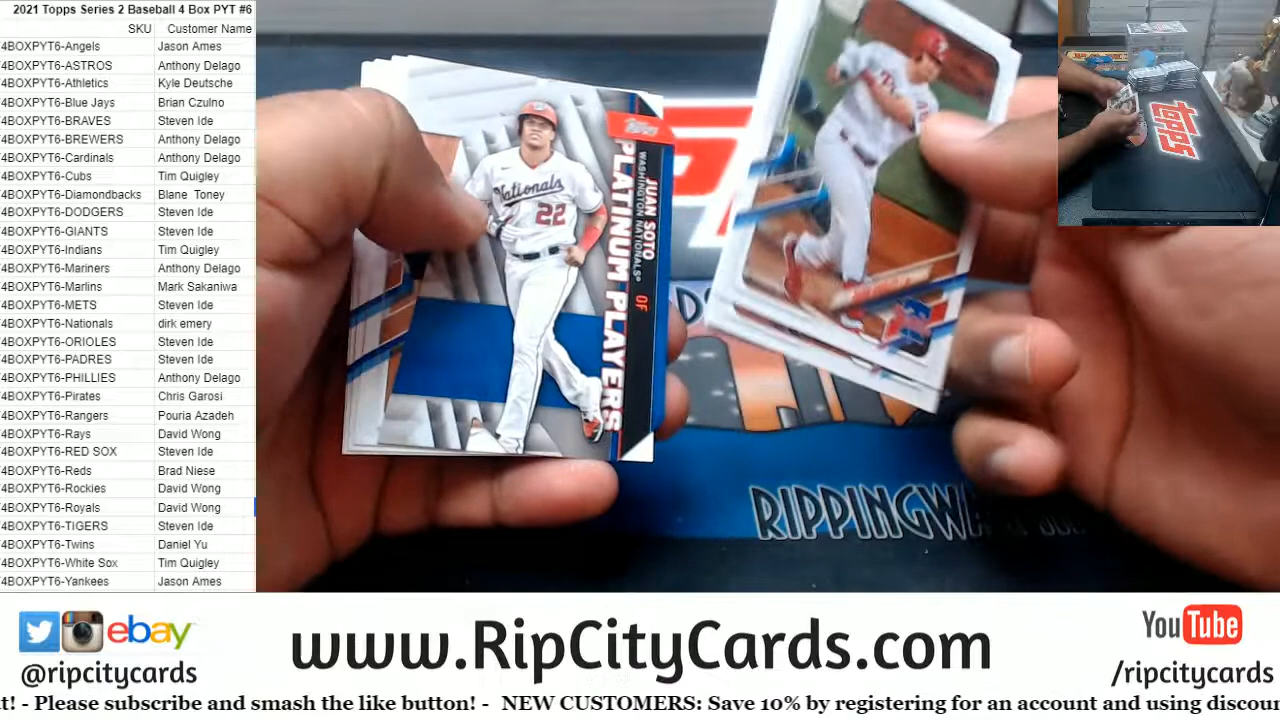 2021 Topps Series 2 Baseball 4 Box PYT #6
SKU Customer Name
4BOXPYT6-Angels Jason Ames
4BOXPYT6-ASTROS Anthony Delago
4BOXPYT6-Athletics Kyle Deutsche
4BOXPYT6-Blue Jays Brian Czulno
4BOXPYT6-BRAVES Steven Ide
4BOXPYT6-BREWERS Anthony Delago
4BOXPYT6-Cardinals Anthony Delago
4BOXPYT6-Cubs Tim Quigley
4BOXPYT6-Diamondbacks Blane Toney
4BOXPYT6-DODGERS Steven Ide
4BOXPYT6-GIANTS Steven Ide
4BOXPYT6-Indians Tim Quigley
4BOXPYT6-Mariners Anthony Delago
4BOXPYT6-Marlins Mark Sakaniwa
4BOXPYT6-METS Steven Ide
4BOXPYT6-Nationals dirk emery
4BOXPYT6-ORIOLES Steven Ide
4BOXPYT6-PADRES Steven Ide
4BOXPYT6-PHILLIES Anthony Delago
4BOXPYT6-Pirates Chris Garosi
4BOXPYT6-Rangers Pouria Azadeh
4BOXPYT6-Rays David Wong
4BOXPYT6-RED SOX Steven Ide
4BOXPYT6-Reds Brad Niese
4BOXPYT6-Rockies David Wong
4BOXPYT6-Royals David Wong
4BOXPYT6-TIGERS Steven Ide
4BOXPYT6-Twins Daniel Yu
4BOXPYT6-White Sox Tim Quigley
4BOXPYT6-Yankees Jason Ames
Topps
JUAN SOTO
WASHINGTON NATIONALS® OF
PLATINUM PLAYERS
Nationals
22
topps
RIPPINGW
ebay
@ripcitycards
www.RipCityCards.com
YouTube
/ripcitycards
t! - Please subscribe and smash the like button! - NEW CUSTOMERS: Save 10% by registering for an account and using discou